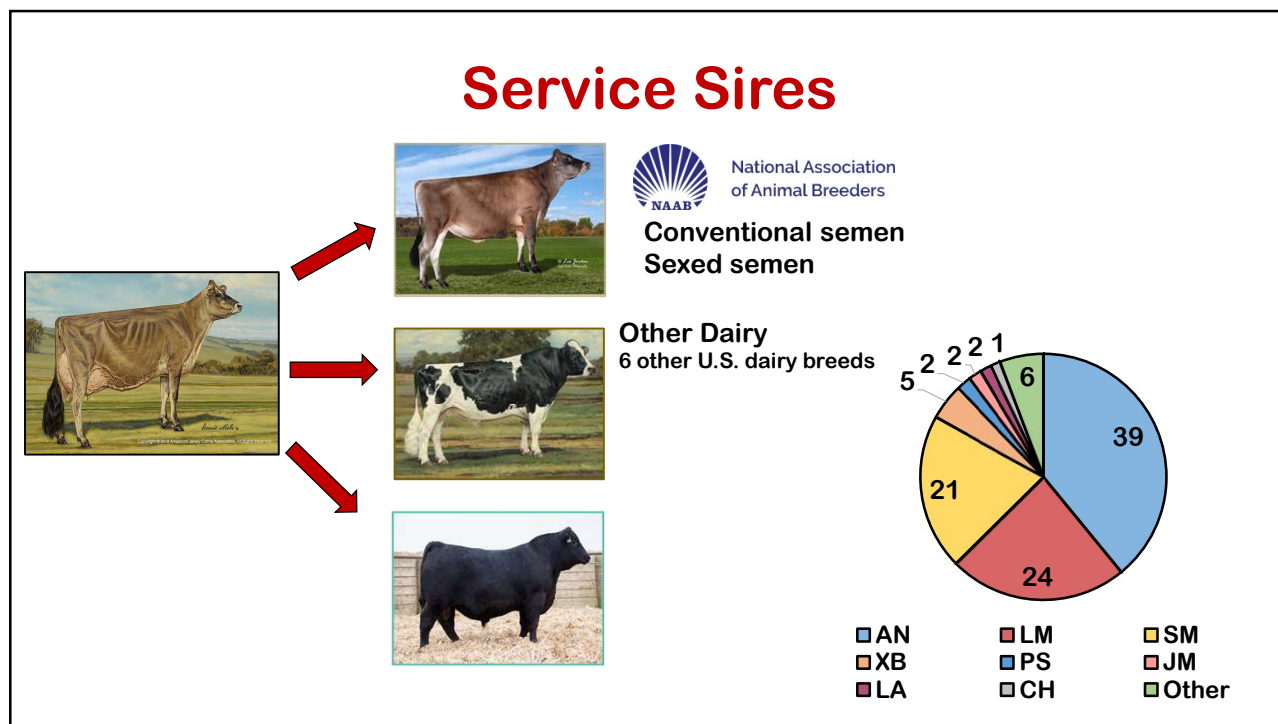 Service Sires
NAAB
National Association
of Animal Breeders
Conventional semen
Sexed semen
Other Dairy
6 other U.S. dairy breeds
39
24
21
5
2
2
2
1
6
AN
LM
SM
XB
PS
JM
LA
CH
Other